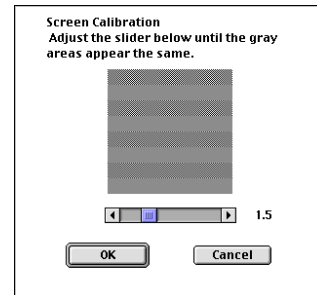 Screen Calibration
Adjust the slider below until the gray
areas appear the same.
1.5
OK
Cancel